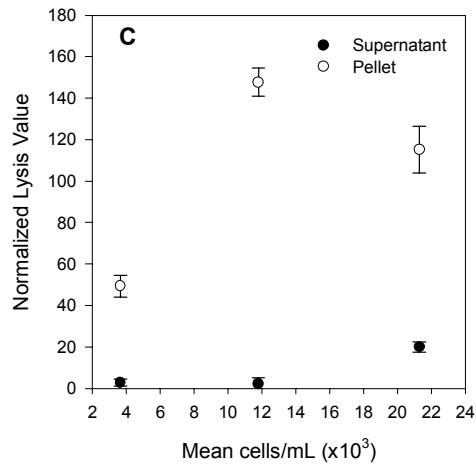 C
Supernatant
Pellet
Normalized Lysis Value
180
160
140
120
100
80
60
40
20
0
2 4 6 8 10 12 14 16 18 20 22 24
Mean cells/mL (x10³)